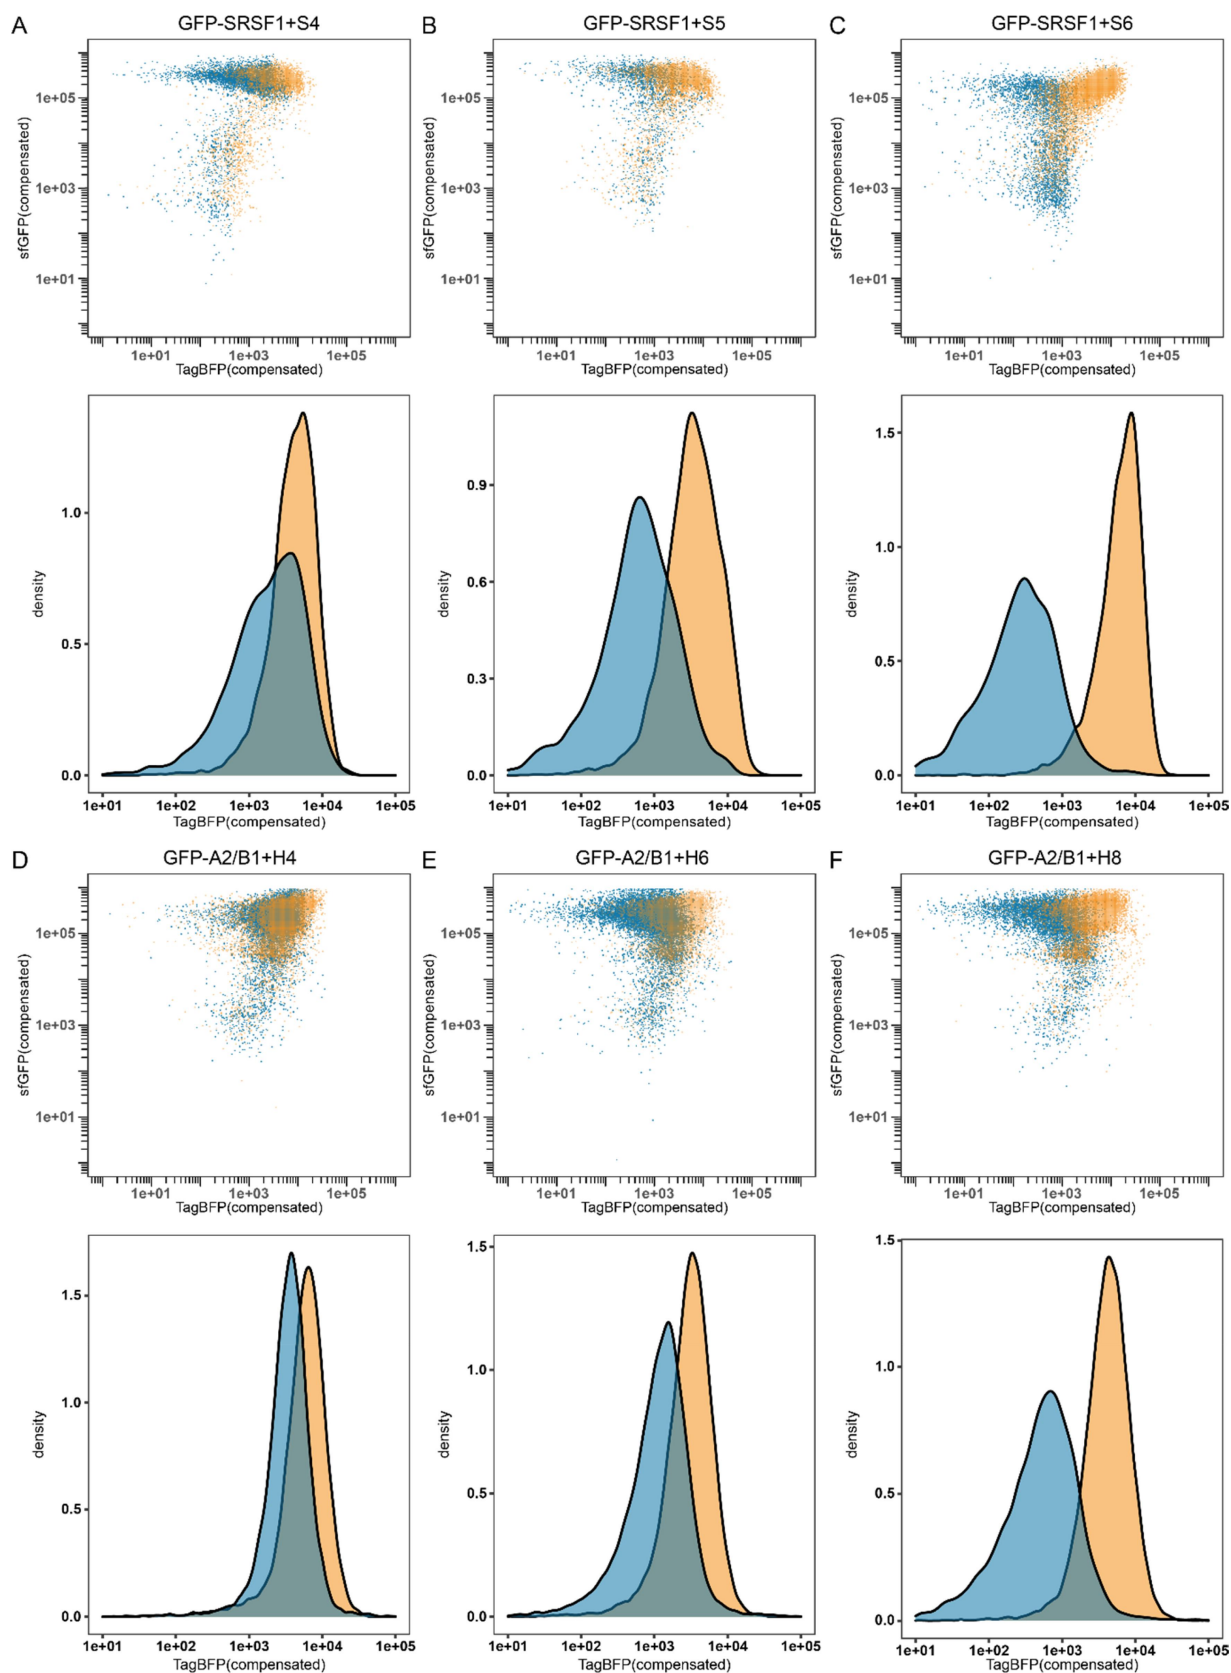 A GFP-SRSF1+S4 B GFP-SRSF1+S5 C GFP-SRSF1+S6
sfGFP(compensated) sfGFP(compensated) sfGFP(compensated)
1e+05 1e+05 1e+05
1e+03 1e+03 1e+03
1e+01 1e+01 1e+01
1e+01 1e+03 1e+05 1e+01 1e+03 1e+05 1e+01 1e+03 1e+05
TagBFP(compensated) TagBFP(compensated) TagBFP(compensated)
density density density
1.0 0.9 1.5
0.5 0.6 1.0
0.0 0.3 0.5
0.0 0.0
1e+01 1e+02 1e+03 1e+04 1e+05 1e+01 1e+02 1e+03 1e+04 1e+05 1e+01 1e+02 1e+03 1e+04 1e+05
TagBFP(compensated) TagBFP(compensated) TagBFP(compensated)
D GFP-A2/B1+H4 E GFP-A2/B1+H6 F GFP-A2/B1+H8
sfGFP(compensated) sfGFP(compensated) sfGFP(compensated)
1e+05 1e+05 1e+05
1e+03 1e+03 1e+03
1e+01 1e+01 1e+01
1e+01 1e+03 1e+05 1e+01 1e+03 1e+05 1e+01 1e+03 1e+05
TagBFP(compensated) TagBFP(compensated) TagBFP(compensated)
density density density
1.5 1.5 1.5
1.0 1.0 1.0
0.5 0.5 0.5
0.0 0.0 0.0
1e+01 1e+02 1e+03 1e+04 1e+05 1e+01 1e+02 1e+03 1e+04 1e+05 1e+01 1e+02 1e+03 1e+04 1e+05
TagBFP(compensated) TagBFP(compensated) TagBFP(compensated)